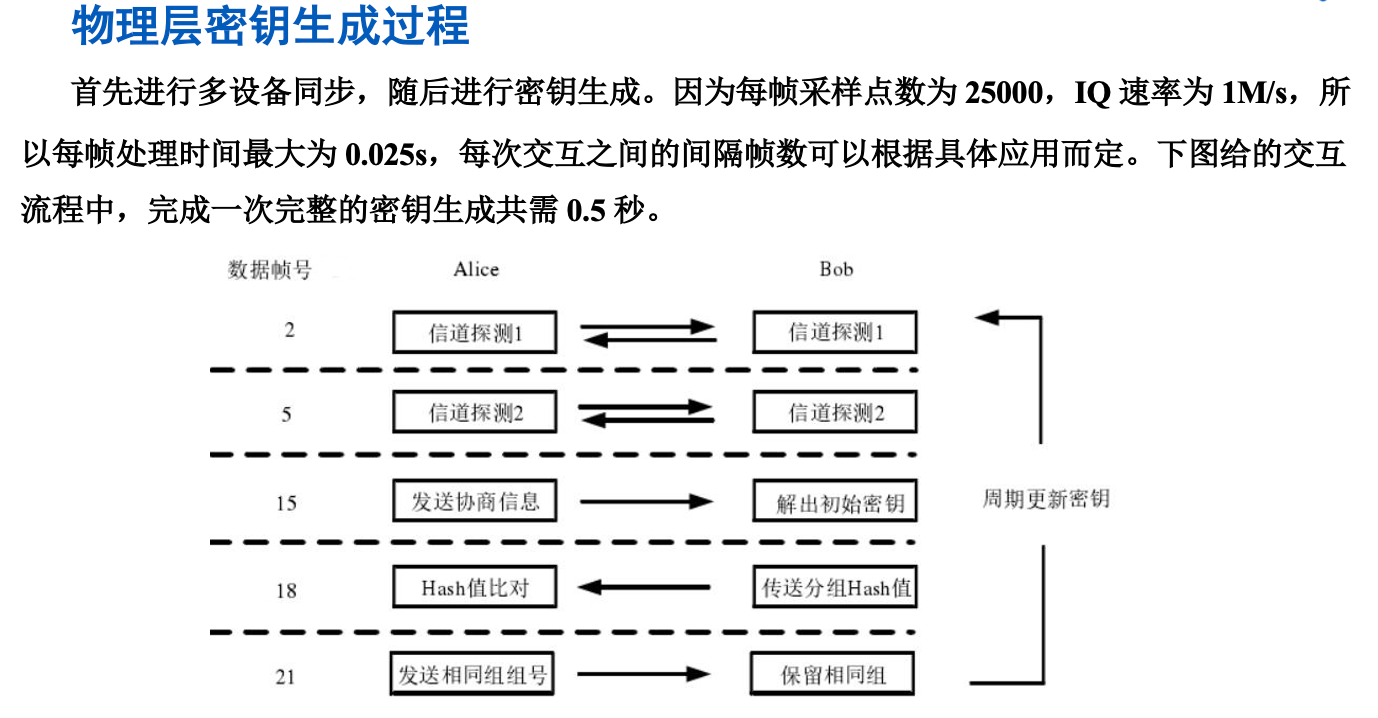 物理层密钥生成过程
首先进行多设备同步，随后进行密钥生成。因为每帧采样点数为 25000，IQ 速率为 1M/s，所
以每帧处理时间最大为 0.025s，每次交互之间的间隔帧数可以根据具体应用而定。下图给的交互
流程中，完成一次完整的密钥生成共需 0.5 秒。
数据帧号 Alice Bob
2 信道探测1 信道探测1
5 信道探测2 信道探测2
15 发送协商信息 解出初始密钥 周期更新密钥
18 Hash值比对 传送分组Hash值
21 发送相同组组号 保留相同组